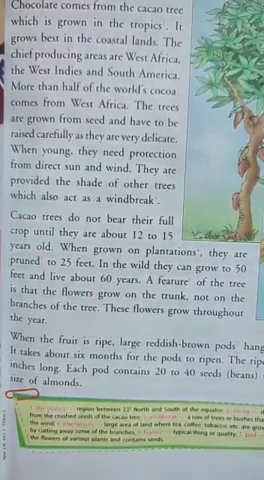 Chocolate comes from the cacao tree
which is grown in the tropics¹. It
grows best in the coastal lands. The
chief producing areas are West Africa,
the West Indies and South America.
More than half of the world's cocoa
comes from West Africa. The trees
are grown from seed and have to be
raised carefully as they are very delicate.
When young, they need protection
from direct sun and wind. They are
provided the shade of other trees
which also act as a windbreak³.
Cacao trees do not bear their full
crop until they are about 12 to 15
years old. When grown on plantations⁴, they are
pruned to 25 feet. In the wild they can grow to 50
feet and live about 60 years. A feature⁶ of the tree
is that the flowers grow on the trunk, not on the
branches of the tree. These flowers grow throughout
the year.
When the fruit is ripe, large reddish-brown pods⁷ hang
It takes about six months for the pods to ripen. The ripe
inches long. Each pod contains 20 to 40 seeds (beans)
size of almonds.
1. the tropics – region between 23° North and South of the equator; 2. cocoa –
from the crushed seeds of the cacao tree; 3. windbreak – a row of trees or bushes that
the wind; 4. plantations – large area of land where tea, coffee, tobacco, etc. are grow
by cutting away some of the branches; 6. feature – typical thing or quality; 7. pod –
the flowers of various plants and contains seeds.